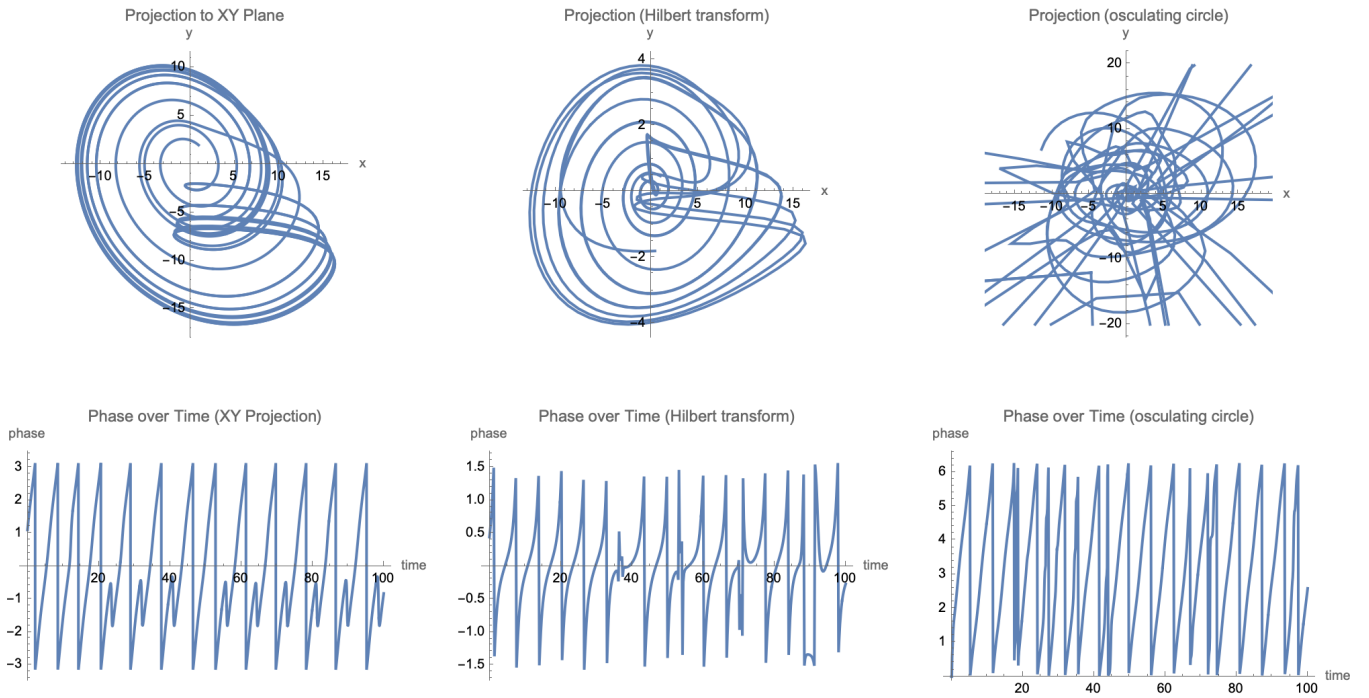 Projection to XY Plane
y
10
5
x
−10 −5 5 10 15
−5
−10
−15
Projection (Hilbert transform)
y
4
2
x
−10 −5 5 10 15
−2
−4
Projection (osculating circle)
y
20
10
x
−15 −10 −5 5 10 15
−10
−20
Phase over Time (XY Projection)
phase
3
2
1
time
20 40 60 80 100
−1
−2
−3
Phase over Time (Hilbert transform)
phase
1.5
1.0
0.5
time
20 40 60 80 100
−0.5
−1.0
−1.5
Phase over Time (osculating circle)
phase
6
5
4
3
2
1
time
20 40 60 80 100